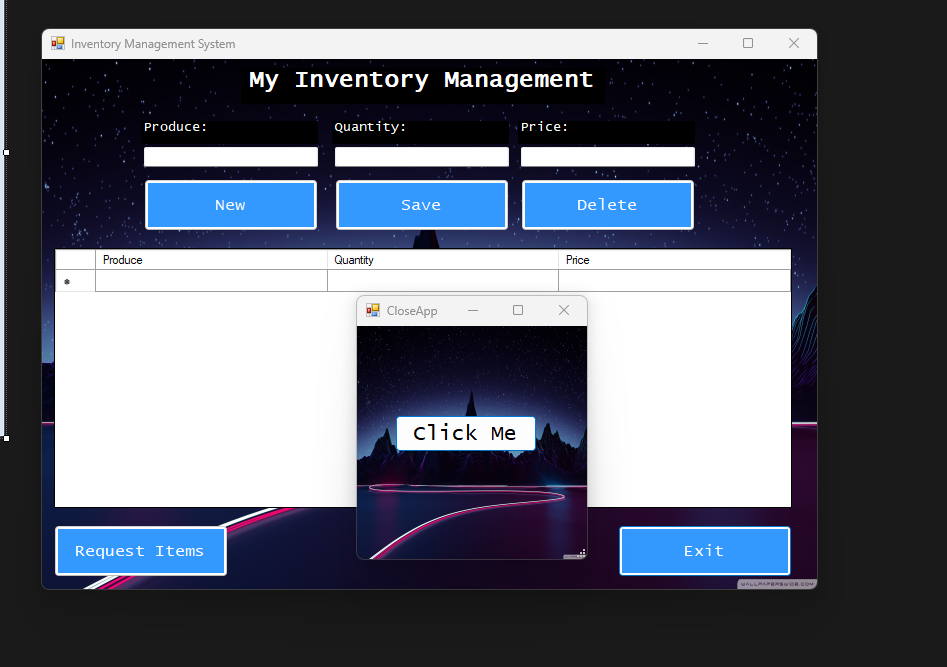 Inventory Management System
My Inventory Management
Produce: Quantity: Price:
New Save Delete
Produce Quantity Price
CloseApp
Click Me
Request Items Exit
WALLPAPERSWIDE.COM